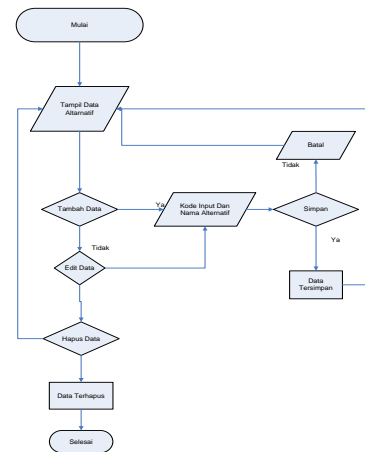 Mulai
Tampil Data
Alternatif
Batal
Tidak
Tambah Data
Ya
Kode Input Dan
Nama Alternatif
Simpan
Tidak
Ya
Edit Data
Data
Tersimpan
Hapus Data
Data Terhapus
Selesai